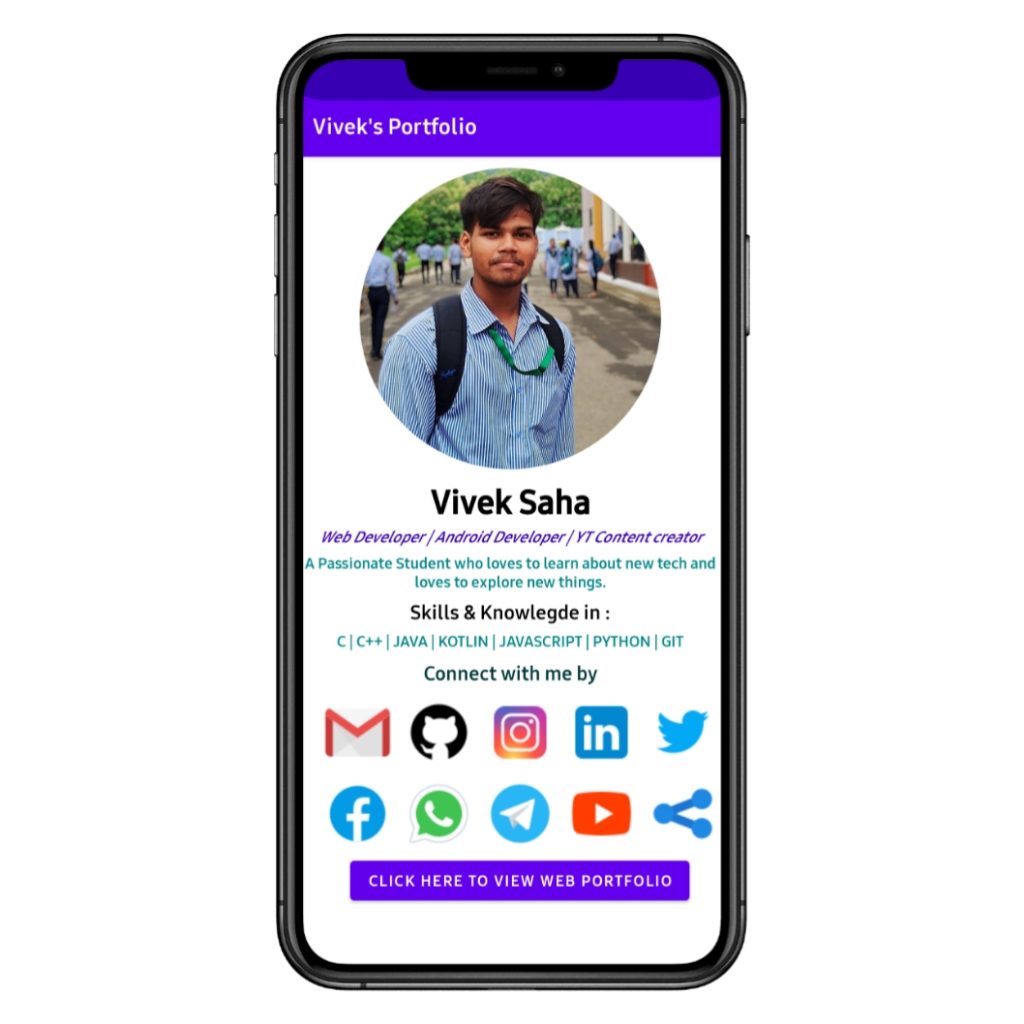 Vivek's Portfolio
Vivek Saha
Web Developer / Android Developer / YT Content creator
A Passionate Student who loves to learn about new tech and
loves to explore new things.
Skills & Knowlegde in :
C | C++ | JAVA | KOTLIN | JAVASCRIPT | PYTHON | GIT
Connect with me by
in
CLICK HERE TO VIEW WEB PORTFOLIO